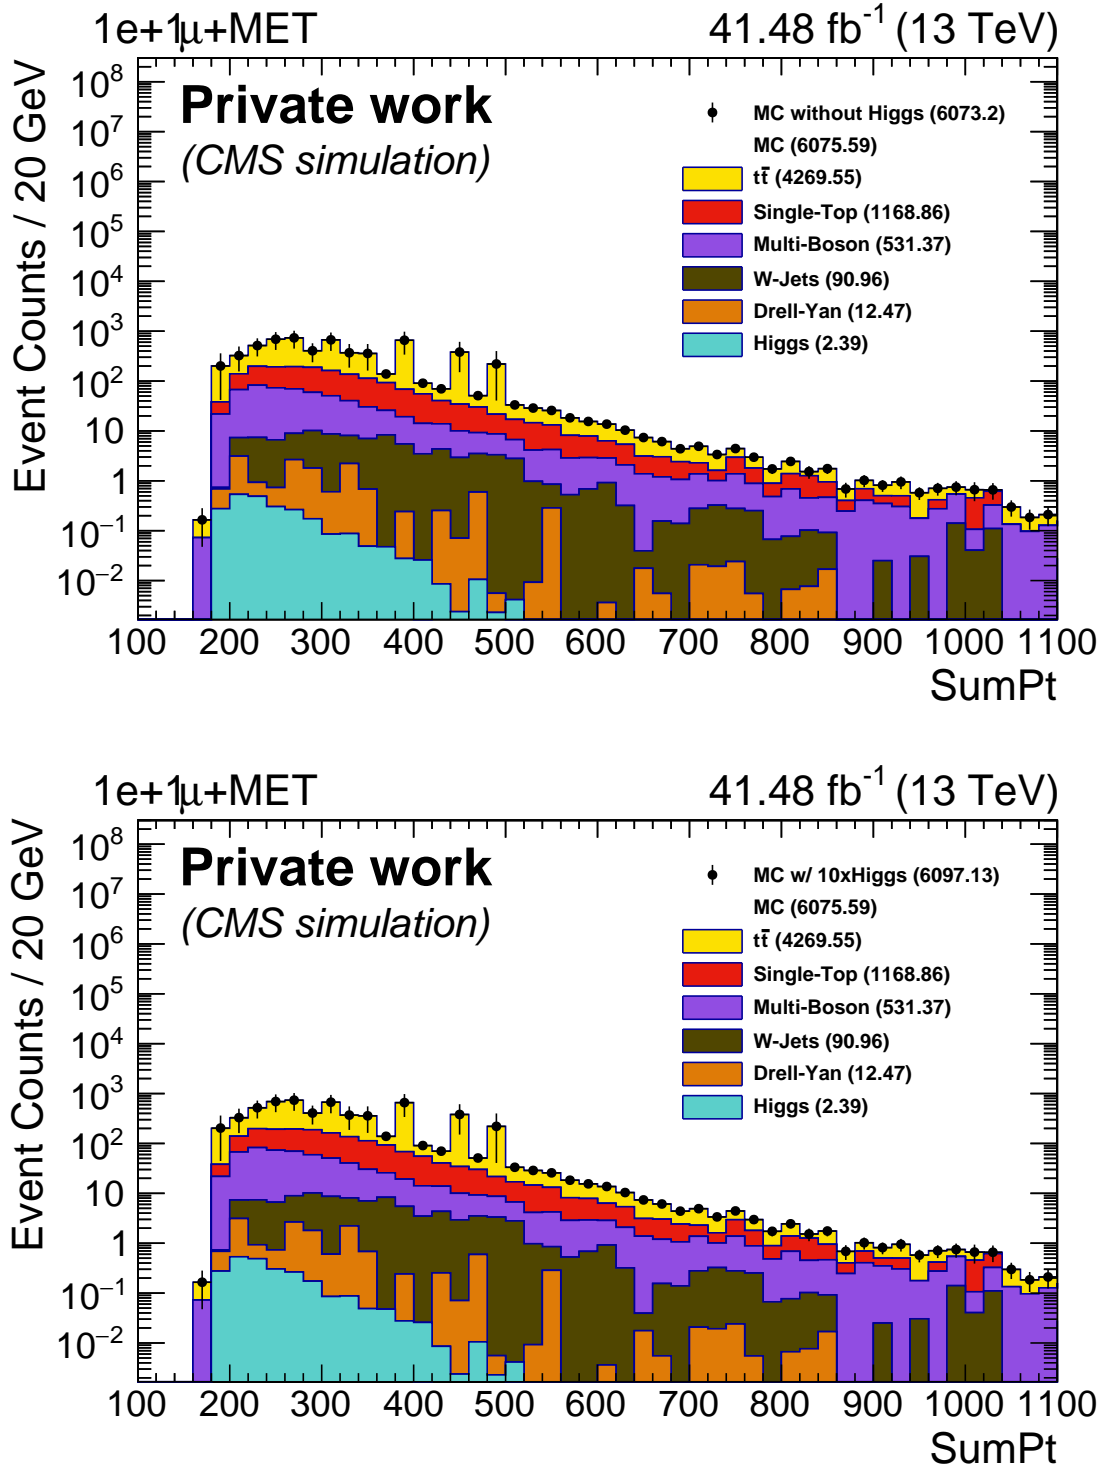 1e+1μ+MET 41.48 fb⁻¹ (13 TeV)
Private work
(CMS simulation)
MC without Higgs (6073.2)
MC (6075.59)
tt̄ (4269.55)
Single-Top (1168.86)
Multi-Boson (531.37)
W-Jets (90.96)
Drell-Yan (12.47)
Higgs (2.39)
Event Counts / 20 GeV
10⁸
10⁷
10⁶
10⁵
10⁴
10³
10²
10
1
10⁻¹
10⁻²
100 200 300 400 500 600 700 800 900 1000 1100
SumPt
1e+1μ+MET 41.48 fb⁻¹ (13 TeV)
Private work
(CMS simulation)
MC w/ 10xHiggs (6097.13)
MC (6075.59)
tt̄ (4269.55)
Single-Top (1168.86)
Multi-Boson (531.37)
W-Jets (90.96)
Drell-Yan (12.47)
Higgs (2.39)
Event Counts / 20 GeV
10⁸
10⁷
10⁶
10⁵
10⁴
10³
10²
10
1
10⁻¹
10⁻²
100 200 300 400 500 600 700 800 900 1000 1100
SumPt